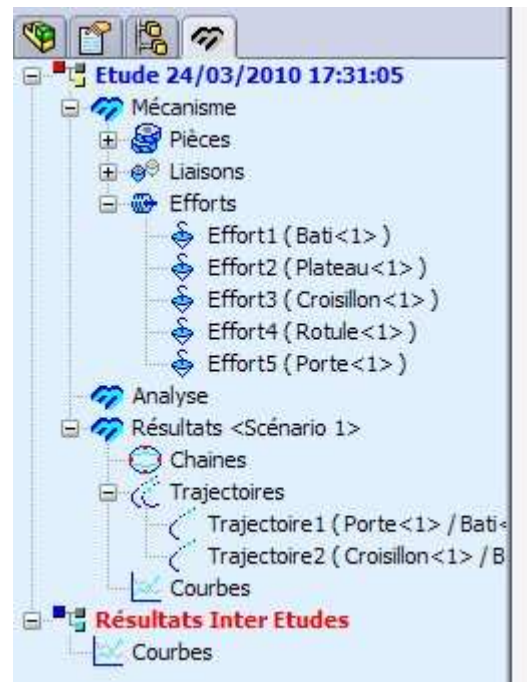 Etude 24/03/2010 17:31:05
Mécanisme
Pièces
Liaisons
Efforts
Effort1 ( Bati<1> )
Effort2 ( Plateau<1> )
Effort3 ( Croisillon<1> )
Effort4 ( Rotule<1> )
Effort5 ( Porte<1> )
Analyse
Résultats <Scénario 1>
Chaines
Trajectoires
Trajectoire1 ( Porte<1> / Bati<
Trajectoire2 ( Croisillon<1> / B
Courbes
Résultats Inter Etudes
Courbes